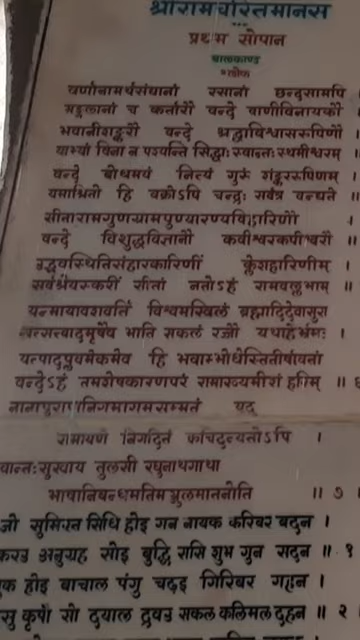 श्रीरामचरितमानस
प्रथम सोपान
बालकाण्ड
श्लोक
वर्णानामर्थसंघानां रसानां छन्दसामपि
मङ्गलानां च कर्त्तारौ वन्दे वाणीविनायकौ
भवानीशङ्करौ वन्दे श्रद्धाविश्वासरूपिणौ
याभ्यां विना न पश्यन्ति सिद्धाः स्वान्तःस्थमीश्वरम् ॥
वन्दे बोधमयं नित्यं गुरुं शंङ्कररूपिणम् ।
यमाश्रितो हि वक्रोऽपि चन्द्रः सर्वत्र वन्द्यते ॥
सीतारामगुणग्रामपुण्यारण्यविहारिणौ ।
वन्दे विशुद्धविज्ञानौ कवीश्वरकपीश्वरौ ॥
उद्भवस्थितिसंहारकारिणीं क्लेशहारिणीम् ।
सर्वश्रेयस्करीं सीतां नतोऽहं रामवल्लभाम् ॥
यन्मायावशवर्ति विश्वमखिलं ब्रह्मादिदेवासुरा
यत्सत्त्वादमृषैव भाति सकलं रज्जौ यथाहेर्भ्रमः ।
यत्पादप्लवमेकमेव हि भवाम्भोधेस्तितीर्षावतां
वन्देऽहं तमशेषकारणपरं रामाख्यमीशं हरिम् ॥ ६
नानापुराणनिगमागमसम्मतं यद्
रामायणे निगदितं क्वचिदन्यतोऽपि ।
स्वान्तःसुखाय तुलसी रघुनाथगाथा
भाषानिबन्धमतिमञ्जुलमातनोति ॥ ७
जो सुमिरत सिधि होइ गन नायक करिबर बदन ।
करउ अनुग्रह सोइ बुद्धि रासि शुभ गुन सदन ॥ १
क होइ बाचाल पंगु चढ़इ गिरिबर गहन ।
सु कृपाँ सो दयाल द्रवउ सकल कलिमल दहन ॥ २